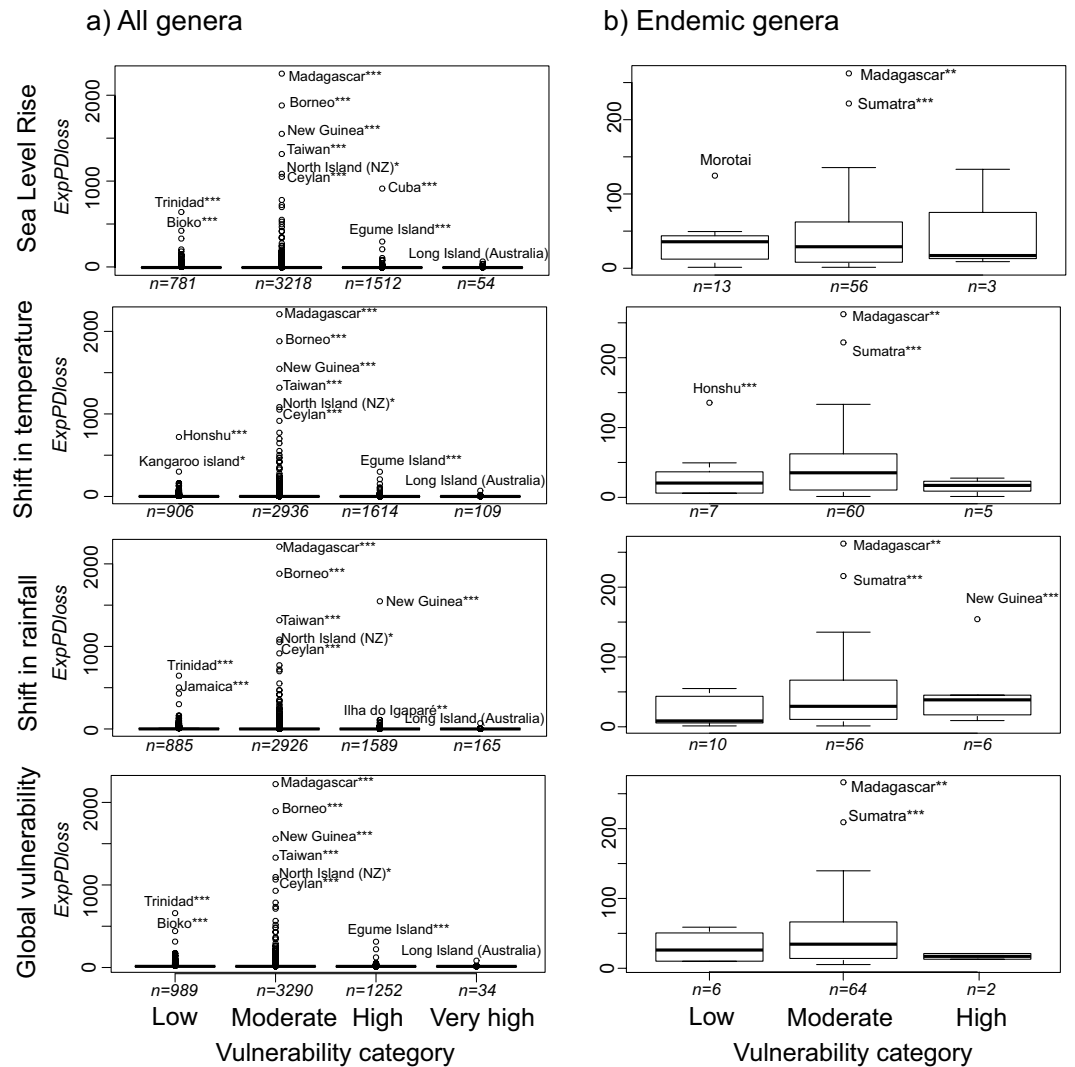 a) All genera
b) Endemic genera
Sea Level Rise
ExpPDloss
2000
1000
0
Madagascar***
Borneo***
New Guinea***
Taiwan***
North Island (NZ)*
Ceylan***
Trinidad***
Bioko***
Cuba***
Egume Island***
Long Island (Australia)
n=781
n=3218
n=1512
n=54
200
100
0
Madagascar**
Sumatra***
Morotai
n=13
n=56
n=3
Shift in temperature
ExpPDloss
2000
1000
0
Madagascar***
Borneo***
New Guinea***
Taiwan***
North Island (NZ)*
Ceylan***
Honshu***
Kangaroo island*
Egume Island***
Long Island (Australia)
n=906
n=2936
n=1614
n=109
200
100
0
Madagascar**
Sumatra***
Honshu***
n=7
n=60
n=5
Shift in rainfall
ExpPDloss
2000
1000
0
Madagascar***
Borneo***
New Guinea***
Taiwan***
North Island (NZ)*
Ceylan***
Trinidad***
Jamaica***
Ilha do Igaparé**
Long Island (Australia)
n=885
n=2926
n=1589
n=165
200
100
0
Madagascar**
Sumatra***
New Guinea***
n=10
n=56
n=6
Global vulnerability
ExpPDloss
2000
1000
0
Madagascar***
Borneo***
New Guinea***
Taiwan***
North Island (NZ)*
Ceylan***
Trinidad***
Bioko***
Egume Island***
Long Island (Australia)
n=989
n=3290
n=1252
n=34
Low
Moderate
High
Very high
Vulnerability category
200
100
0
Madagascar**
Sumatra***
n=6
n=64
n=2
Low
Moderate
High
Vulnerability category